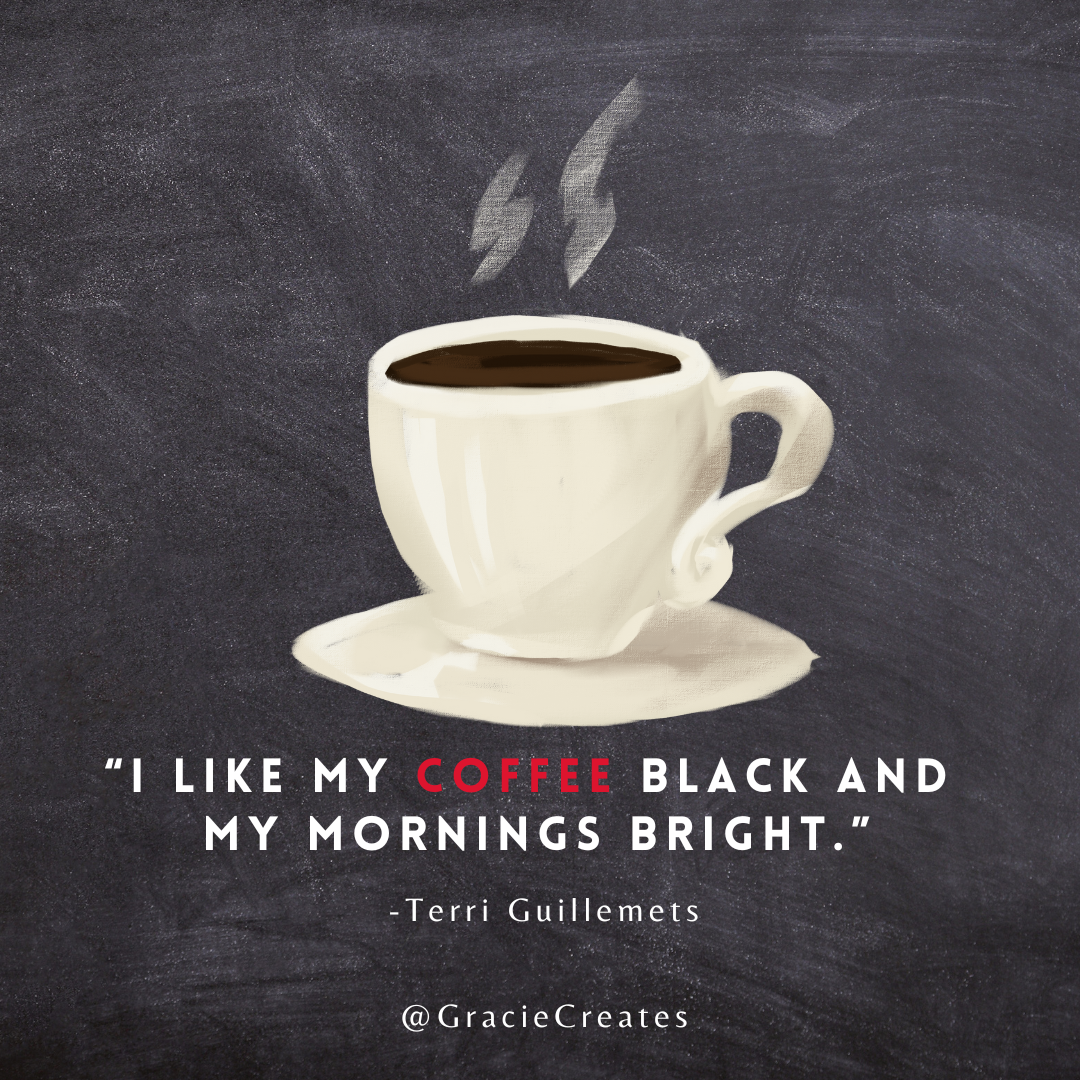 “I LIKE MY COFFEE BLACK AND
MY MORNINGS BRIGHT.”
-Terri Guillemets
@GracieCreates